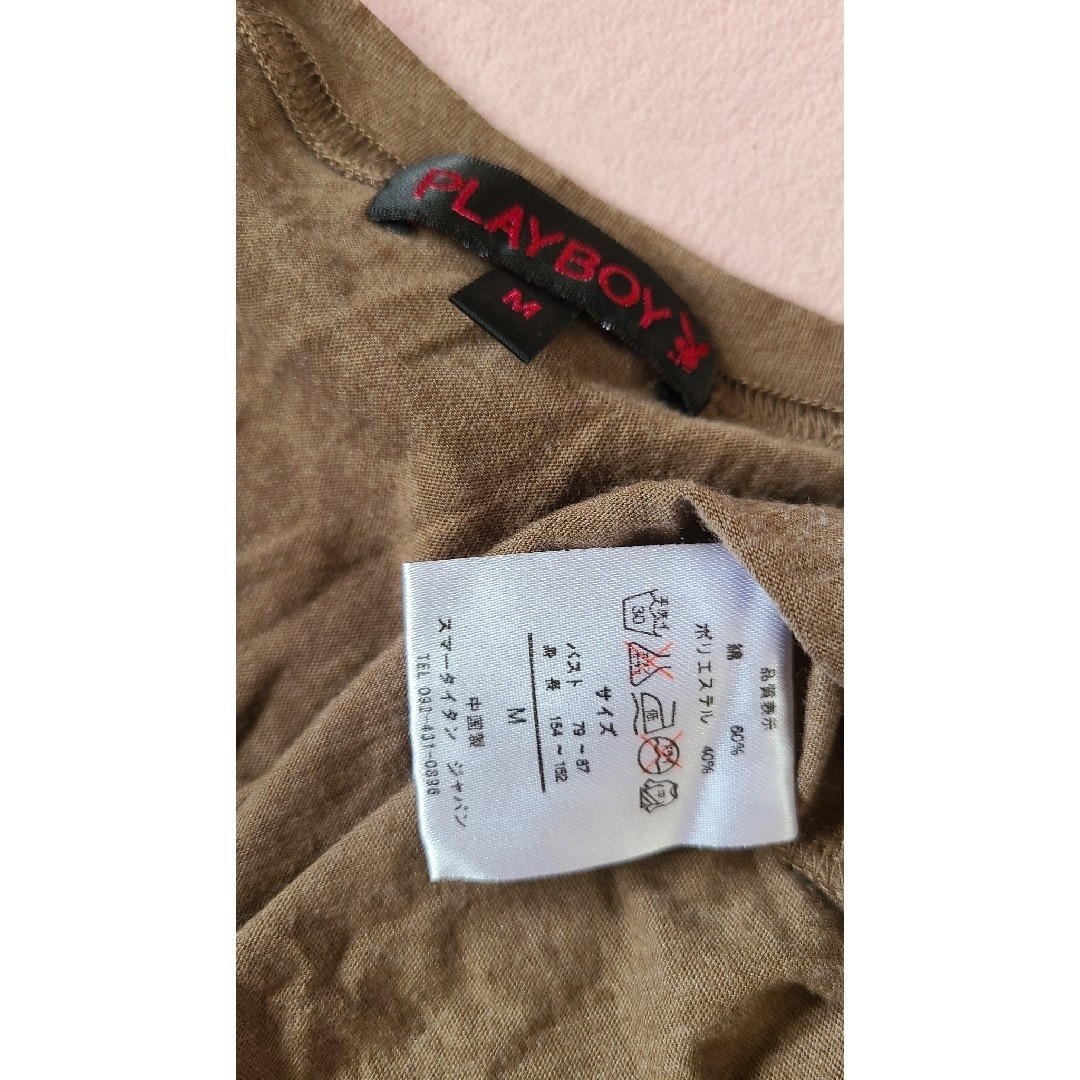 PLAYBOY
M
品質表示
綿 60%
ポリエステル 40%
30
サイズ
バスト 79～87
身長 154～162
M
中国製
スマータイタン ジャパン
TEL 092-431-0896